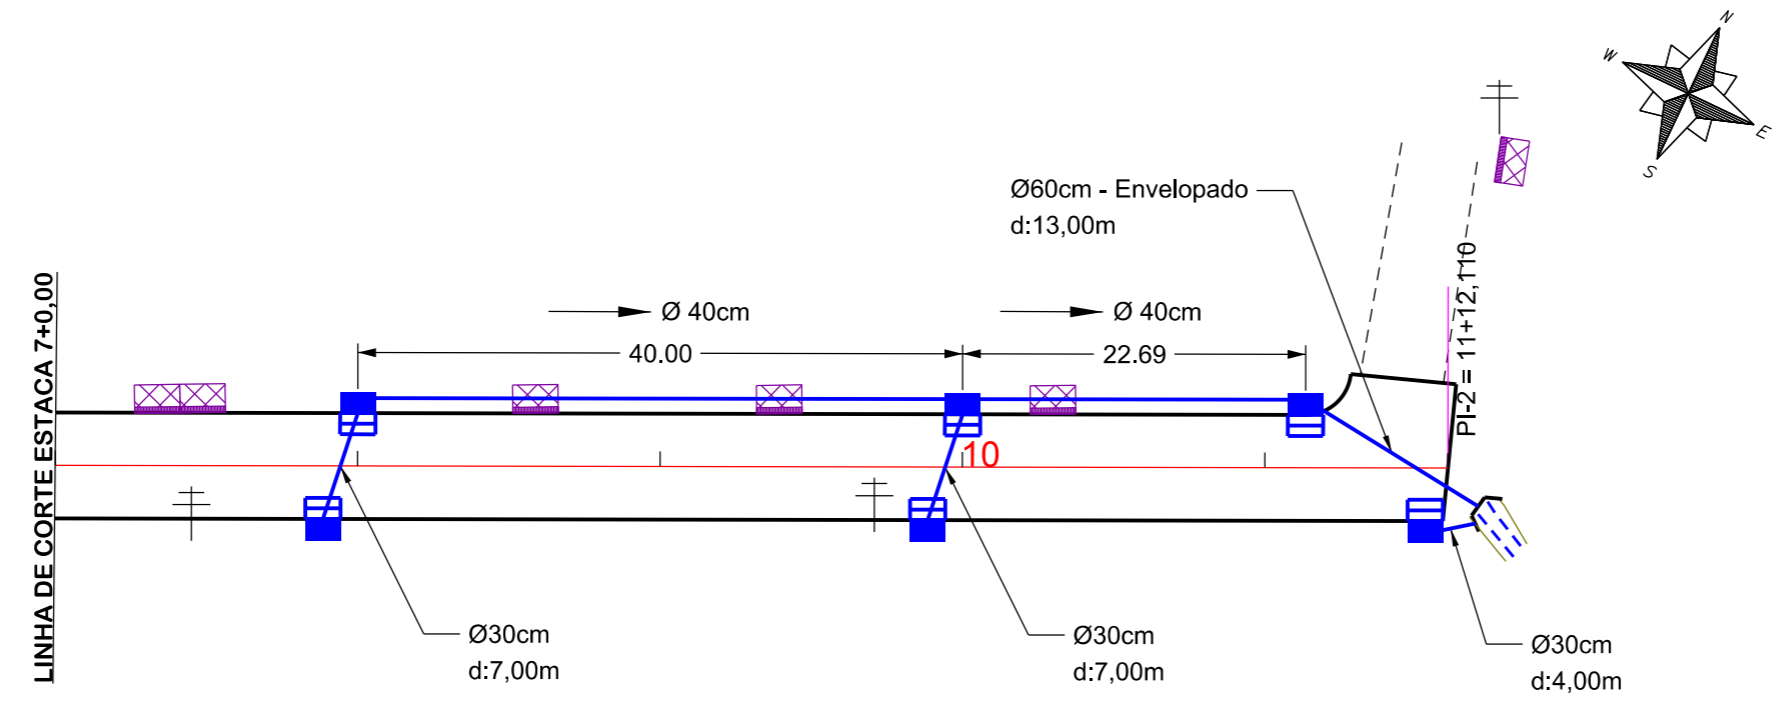 N
W
E
S
Ø60cm - Envelopado
d:13,00m
LINHA DE CORTE ESTACA 7+0,00
Ø 40cm
Ø 40cm
40.00
22.69
PI-2 = 11+12,110
10
Ø30cm
d:7,00m
Ø30cm
d:7,00m
Ø30cm
d:4,00m